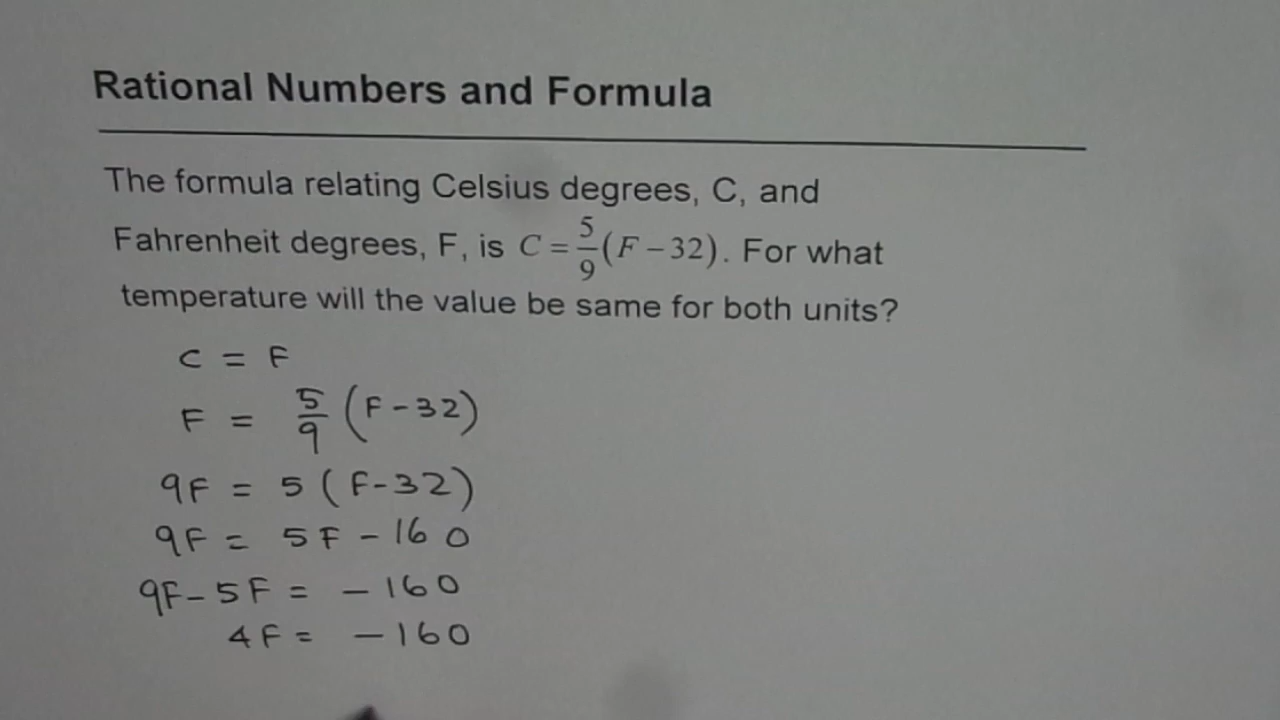 Rational Numbers and Formula
The formula relating Celsius degrees, C, and
Fahrenheit degrees, F, is C = 5/9 (F − 32). For what
temperature will the value be same for both units?
C = F
F = 5/9 (F - 32)
9F = 5 (F-32)
9F = 5F - 160
9F - 5F = - 160
4F = - 160